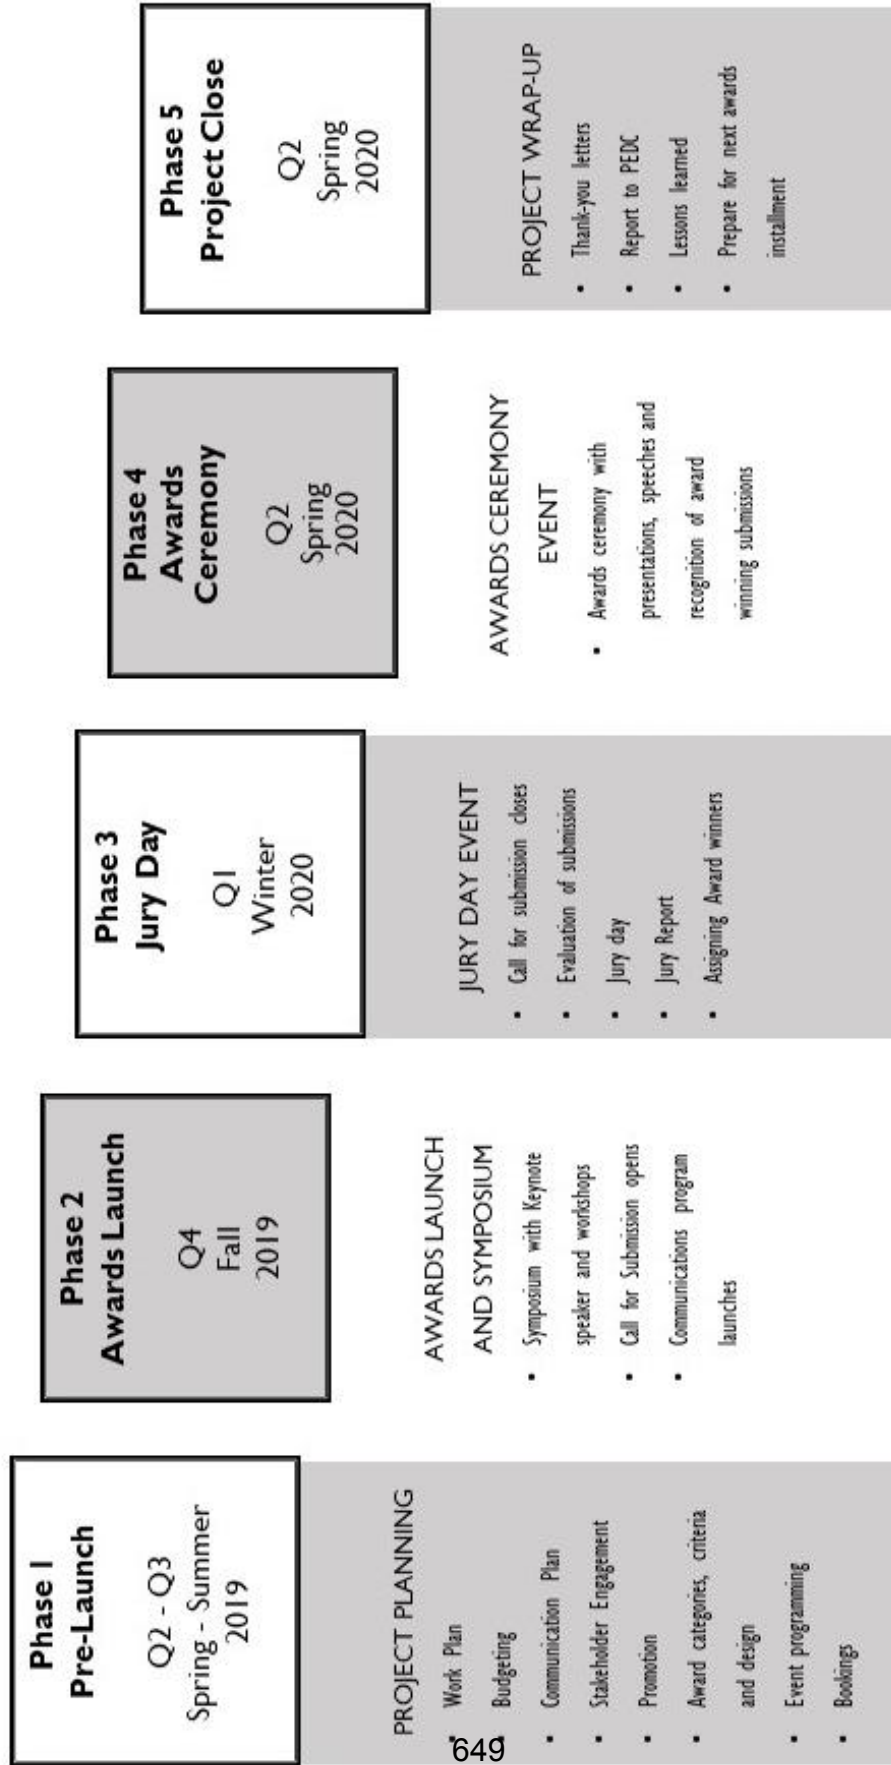 Phase 1
Pre-Launch
Q2 - Q3
Spring - Summer
2019
PROJECT PLANNING
• Work Plan
• Budgeting
• Communication Plan
• Stakeholder Engagement
• Promotion
• Award categories, criteria
and design
• Event programming
• Bookings
Phase 2
Awards Launch
Q4
Fall
2019
AWARDS LAUNCH
AND SYMPOSIUM
• Symposium with Keynote
speaker and workshops
• Call for Submission opens
• Communications program
launches
Phase 3
Jury Day
Q1
Winter
2020
JURY DAY EVENT
• Call for submission closes
• Evaluation of submissions
• Jury day
• Jury Report
• Assigning Award winners
Phase 4
Awards
Ceremony
Q2
Spring
2020
AWARDS CEREMONY
EVENT
• Awards ceremony with
presentations, speeches and
recognition of award
winning submissions
Phase 5
Project Close
Q2
Spring
2020
PROJECT WRAP-UP
• Thank-you letters
• Report to PEDC
• Lessons learned
• Prepare for next awards
installment
649